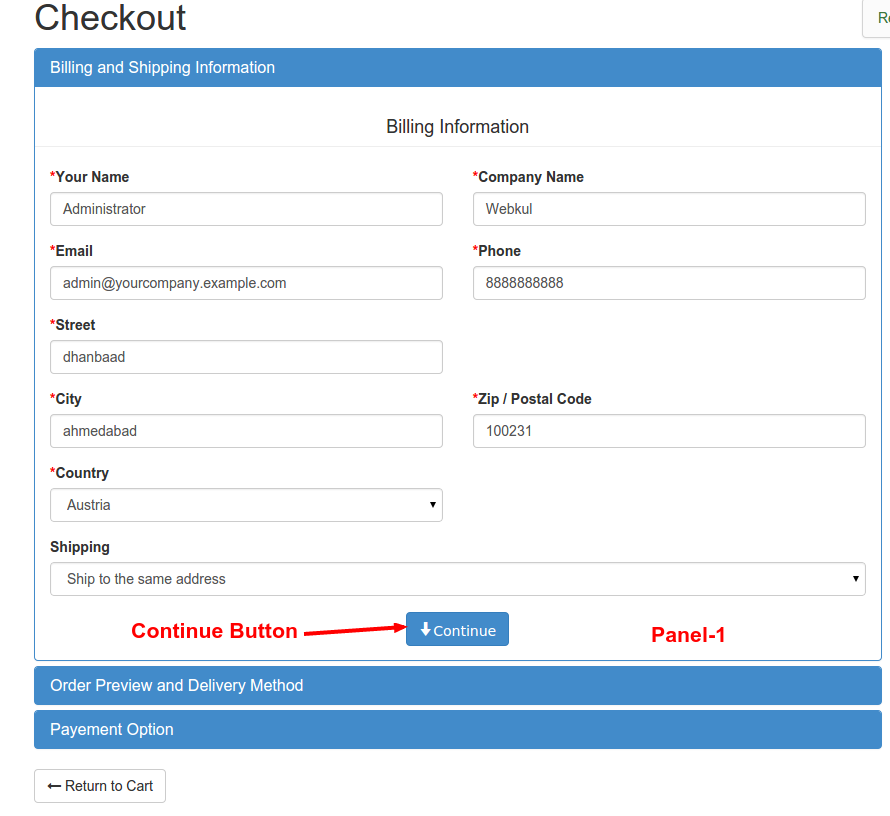 Checkout
Billing and Shipping Information
Billing Information
*Your Name *Company Name
Administrator Webkul
*Email *Phone
admin@yourcompany.example.com 8888888888
*Street
dhanbaad
*City *Zip / Postal Code
ahmedabad 100231
*Country
Austria
Shipping
Ship to the same address
Continue Button Continue Panel-1
Order Preview and Delivery Method
Payement Option
Return to Cart